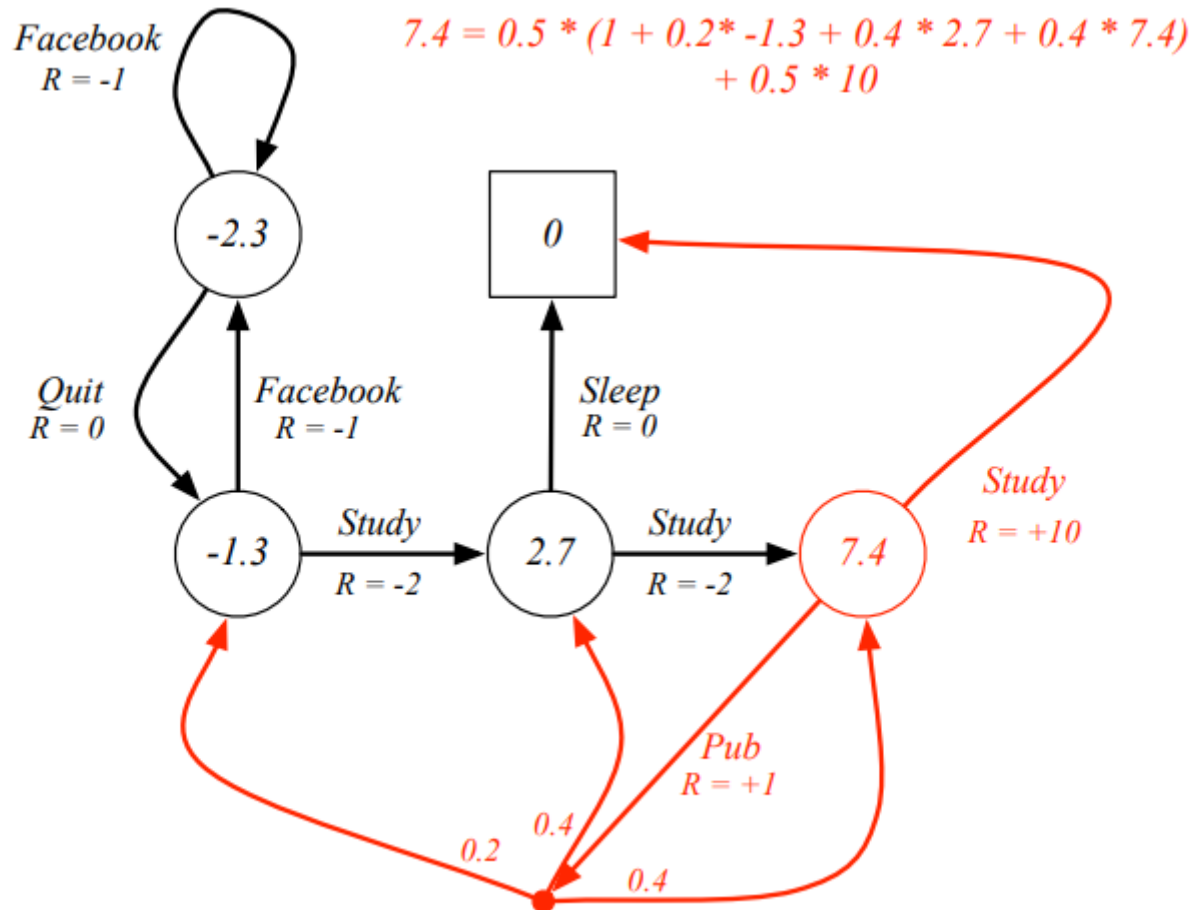 Facebook
R = -1
7.4 = 0.5 * (1 + 0.2* -1.3 + 0.4 * 2.7 + 0.4 * 7.4)
+ 0.5 * 10
-2.3
0
Quit
R = 0
Facebook
R = -1
Sleep
R = 0
Study
R = +10
-1.3
Study
R = -2
2.7
Study
R = -2
7.4
Pub
R = +1
0.2
0.4
0.4